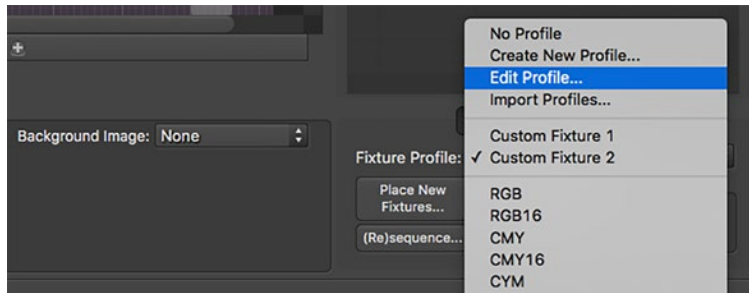 No Profile
Create New Profile...
Edit Profile...
Import Profiles...
Background Image: None
Custom Fixture 1
Fixture Profile: ✓ Custom Fixture 2
Place New
Fixtures...
RGB
RGB16
(Re)sequence...
CMY
CMY16
CYM